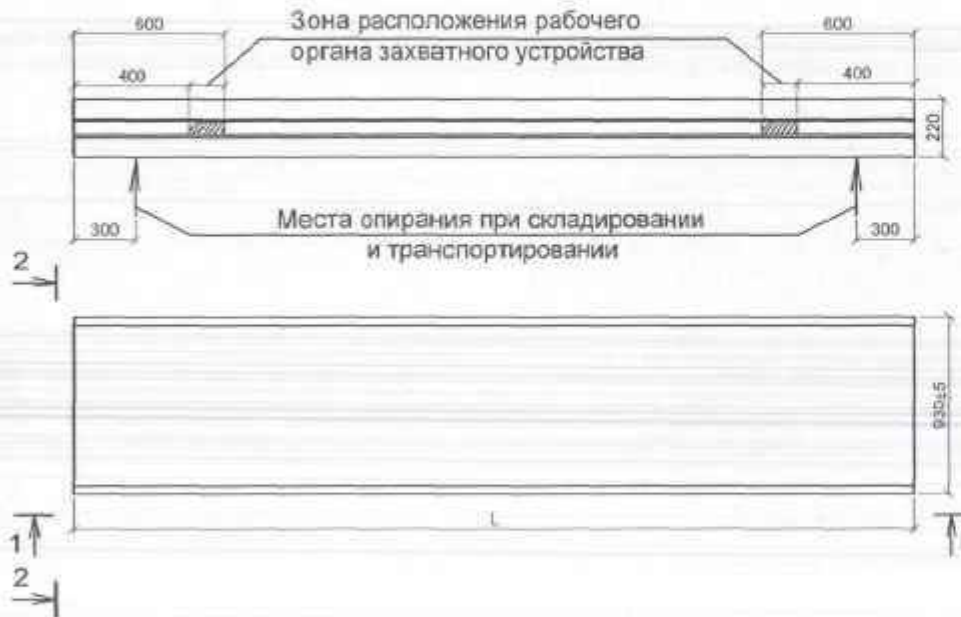 600
Зона расположения рабочего
органа захватного устройства
600
400
400
220
300
Места опирания при складировании
и транспортировании
300
2
930±5
L
1
2